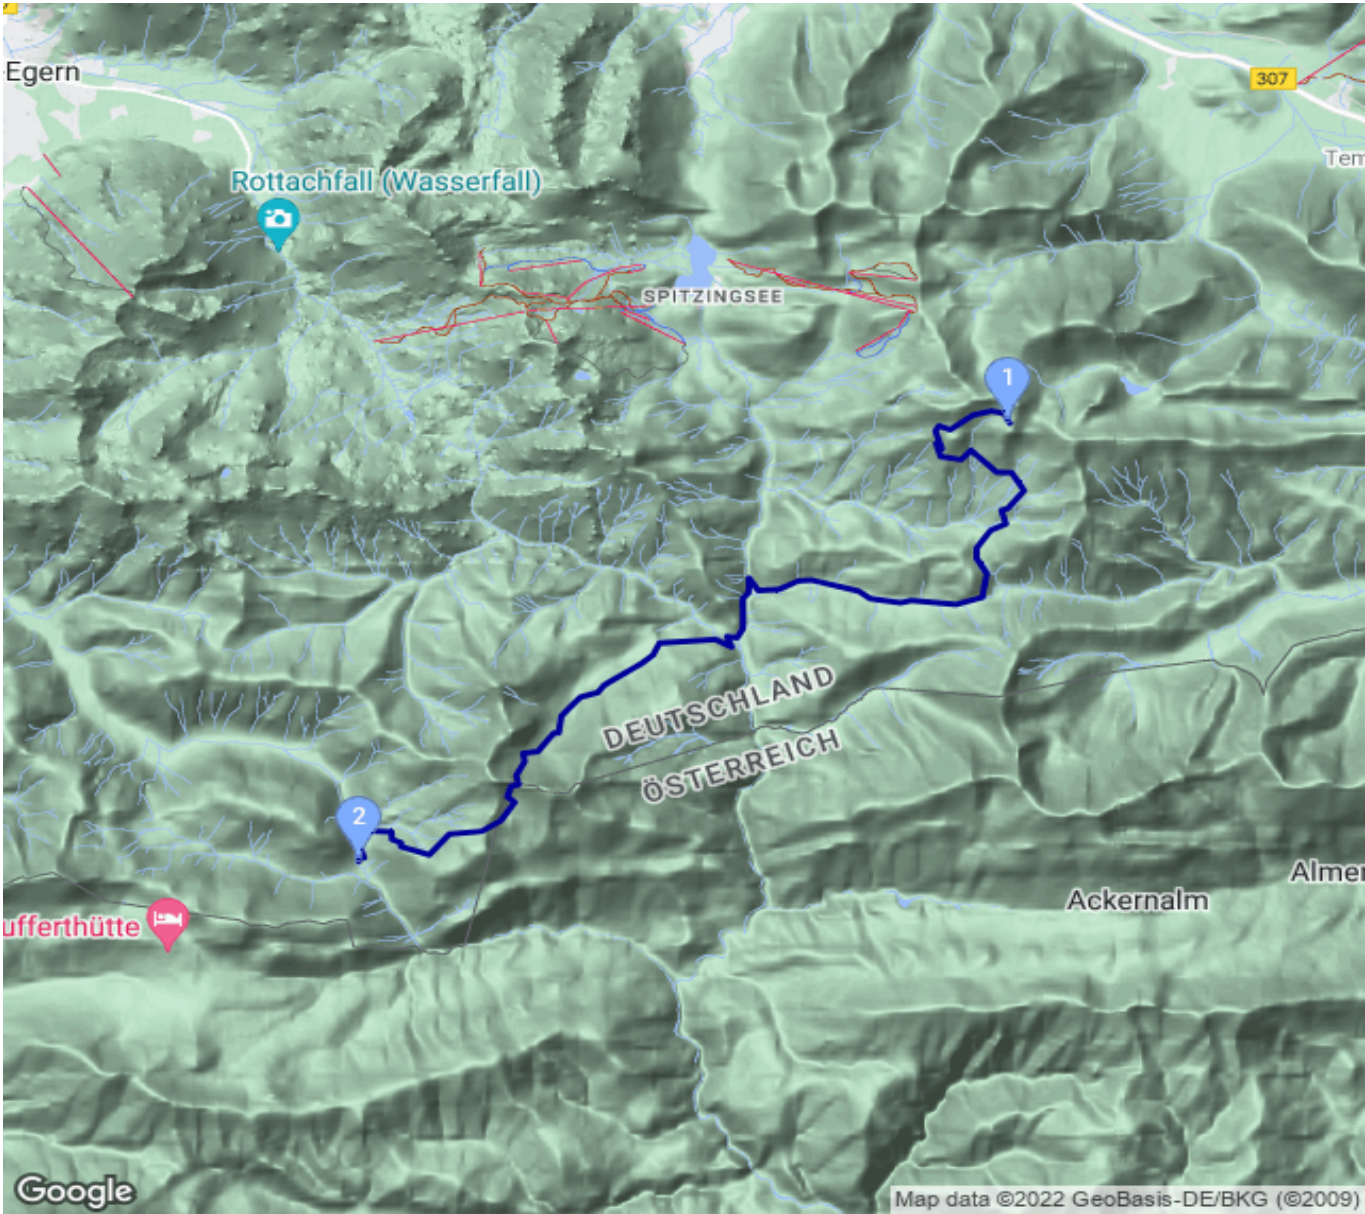 Egern
307
Tem
Rottachfall (Wasserfall)
SPITZINGSEE
1
DEUTSCHLAND
ÖSTERREICH
2
Almer
Ackernalm
ufferthütte
Google
Map data ©2022 GeoBasis-DE/BKG (©2009)